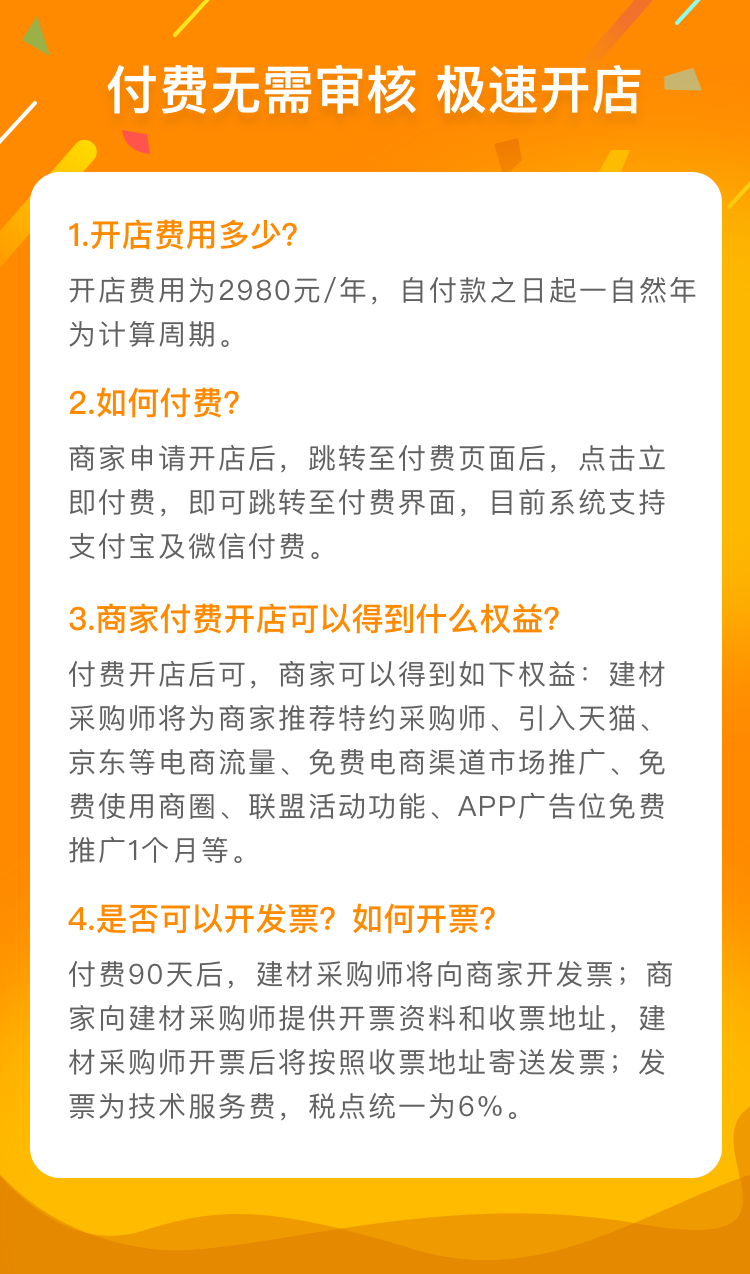 付费无需审核 极速开店
1.开店费用多少?
开店费用为2980元/年，自付款之日起一自然年
为计算周期。
2.如何付费?
商家申请开店后，跳转至付费页面后，点击立
即付费，即可跳转至付费界面，目前系统支持
支付宝及微信付费。
3.商家付费开店可以得到什么权益?
付费开店后可，商家可以得到如下权益：建材
采购师将为商家推荐特约采购师、引入天猫、
京东等电商流量、免费电商渠道市场推广、免
费使用商圈、联盟活动功能、APP广告位免费
推广1个月等。
4.是否可以开发票？如何开票?
付费90天后，建材采购师将向商家开发票；商
家向建材采购师提供开票资料和收票地址，建
材采购师开票后将按照收票地址寄送发票；发
票为技术服务费，税点统一为6%。